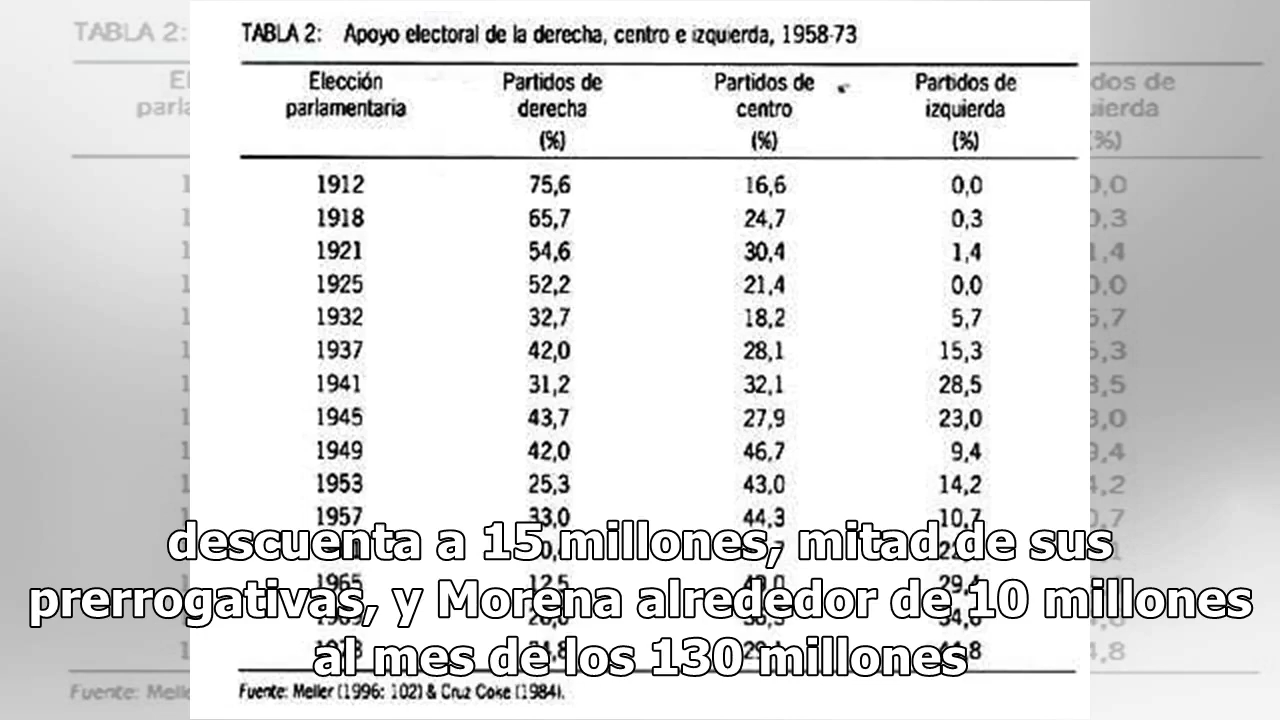 TABLA 2: Apoyo electoral de la derecha, centro e izquierda, 1958-73
Elección parlamentaria Partidos de derecha (%) Partidos de centro (%) Partidos de izquierda (%)
1912 75,6 16,6 0,0
1918 65,7 24,7 0,3
1921 54,6 30,4 1,4
1925 52,2 21,4 0,0
1932 32,7 18,2 5,7
1937 42,0 28,1 15,3
1941 31,2 32,1 28,5
1945 43,7 27,9 23,0
1949 42,0 46,7 9,4
1953 25,3 43,0 14,2
1957 33,0 44,3 10,7
descuenta a 15 millones, mitad de sus
1965 12,5
prerrogativas, y Morena alrededor de 10 millones
al mes de los 130 millones
Fuente: Meller (1996: 102) & Cruz Coke (1984).